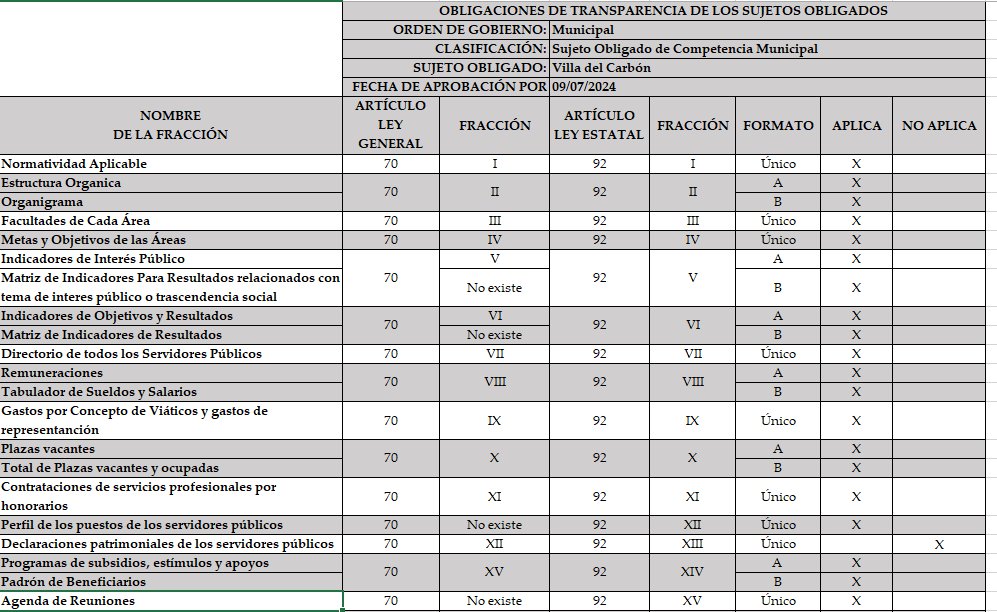 OBLIGACIONES DE TRANSPARENCIA DE LOS SUJETOS OBLIGADOS
ORDEN DE GOBIERNO: Municipal
CLASIFICACIÓN: Sujeto Obligado de Competencia Municipal
SUJETO OBLIGADO: Villa del Carbón
FECHA DE APROBACIÓN POR 09/07/2024
NOMBRE
DE LA FRACCIÓN
ARTÍCULO
LEY
GENERAL
FRACCIÓN
ARTÍCULO
LEY ESTATAL
FRACCIÓN
FORMATO
APLICA
NO APLICA
Normatividad Aplicable 70 I 92 I Único X
Estructura Organica 70 II 92 II A X
Organigrama B X
Facultades de Cada Área 70 III 92 III Único X
Metas y Objetivos de las Áreas 70 IV 92 IV Único X
Indicadores de Interés Público 70 V 92 V A X
Matriz de Indicadores Para Resultados relacionados con
tema de interes público o trascendencia social No existe B X
Indicadores de Objetivos y Resultados 70 VI 92 VI A X
Matriz de Indicadores de Resultados No existe B X
Directorio de todos los Servidores Públicos 70 VII 92 VII Único X
Remuneraciones 70 VIII 92 VIII A X
Tabulador de Sueldos y Salarios B X
Gastos por Concepto de Viáticos y gastos de
representanción 70 IX 92 IX Único X
Plazas vacantes 70 X 92 X A X
Total de Plazas vacantes y ocupadas B X
Contrataciones de servicios profesionales por
honorarios 70 XI 92 XI Único X
Perfil de los puestos de los servidores públicos 70 No existe 92 XII Único X
Declaraciones patrimoniales de los servidores públicos 70 XII 92 XIII Único X
Programas de subsidios, estímulos y apoyos 70 XV 92 XIV A X
Padrón de Beneficiarios B X
Agenda de Reuniones 70 No existe 92 XV Único X